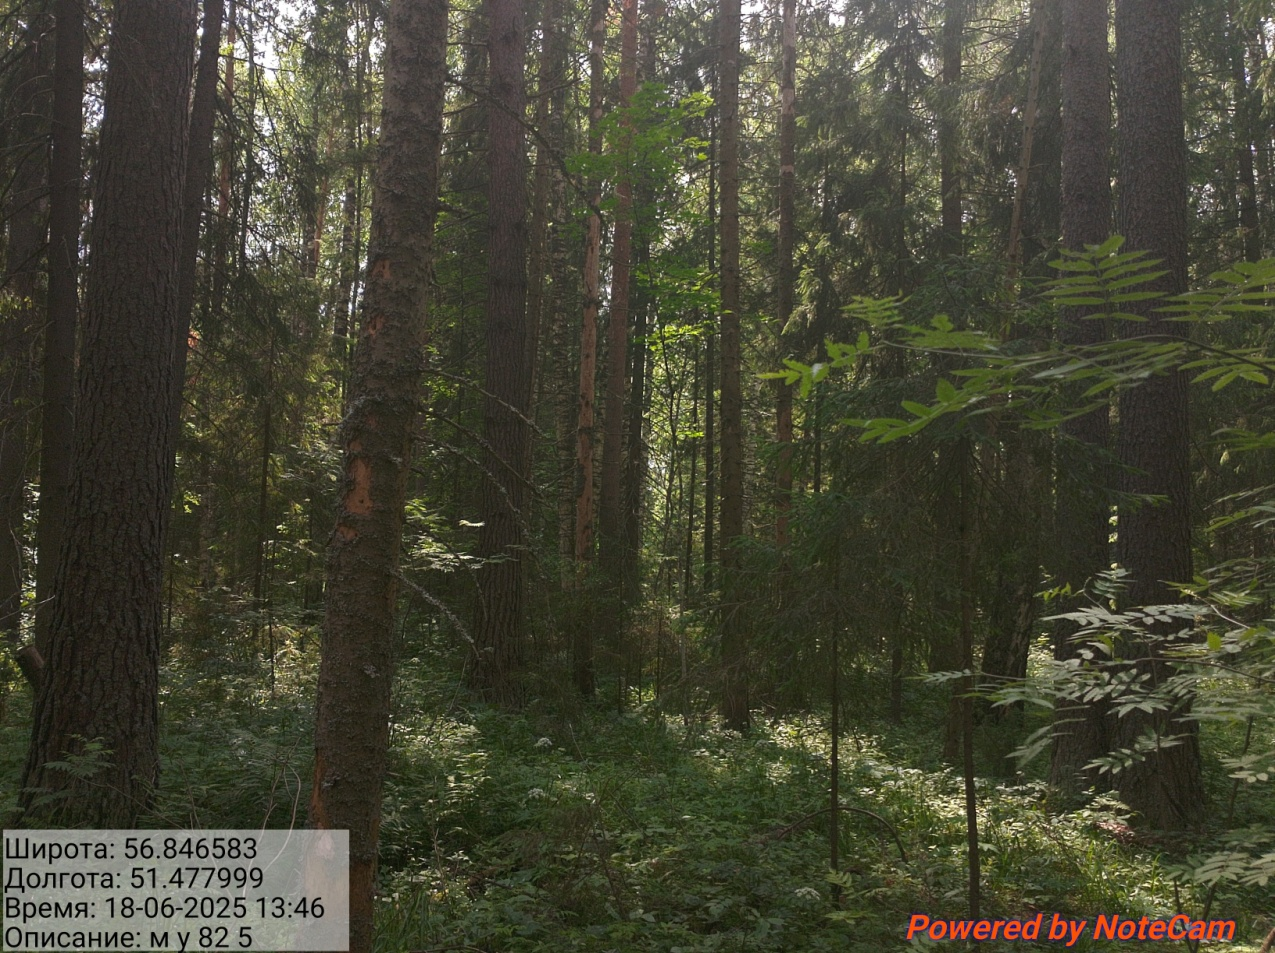 Широта: 56.846583
Долгота: 51.477999
Время: 18-06-2025 13:46
Описание: м у 82 5
Powered by NoteCam